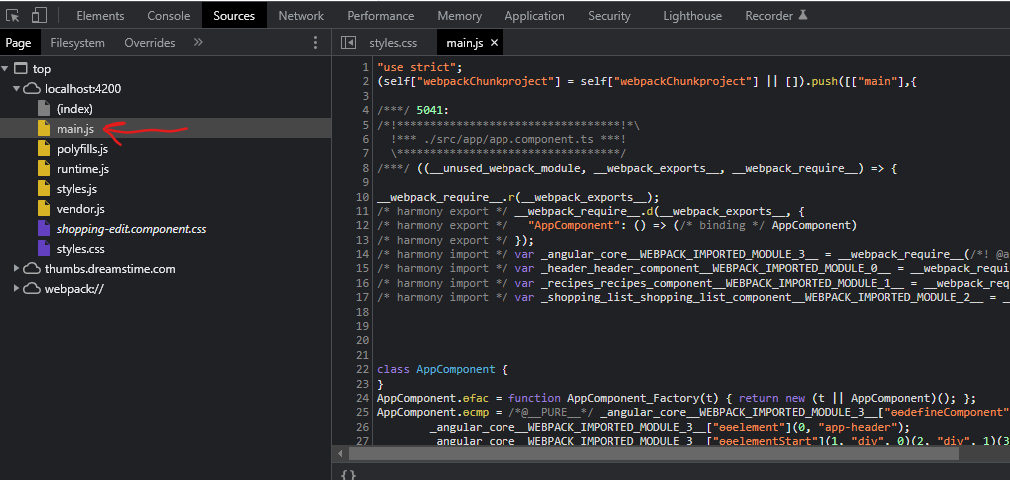 Elements Console Sources Network Performance Memory Application Security Lighthouse Recorder
Page Filesystem Overrides »
styles.css main.js ×
top
localhost:4200
(index)
main.js
polyfills.js
runtime.js
styles.js
vendor.js
shopping-edit.component.css
styles.css
thumbs.dreamstime.com
webpack://
1 "use strict";
2 (self["webpackChunkproject"] = self["webpackChunkproject"] || []).push([["main"],{
3
4 /***/ 5041:
5 /*!***********************************!*\
6 !*** ./src/app/app.component.ts ***!
7 \***********************************/
8 /***/ ((__unused_webpack_module, __webpack_exports__, __webpack_require__) => {
9
10 __webpack_require__.r(__webpack_exports__);
11 /* harmony export */ __webpack_require__.d(__webpack_exports__, {
12 /* harmony export */ "AppComponent": () => (/* binding */ AppComponent)
13 /* harmony export */ });
14 /* harmony import */ var _angular_core__WEBPACK_IMPORTED_MODULE_3__ = __webpack_require__(/*! @a
15 /* harmony import */ var _header_header_component__WEBPACK_IMPORTED_MODULE_0__ = __webpack_requi
16 /* harmony import */ var _recipes_recipes_component__WEBPACK_IMPORTED_MODULE_1__ = __webpack_req
17 /* harmony import */ var _shopping_list_shopping_list_component__WEBPACK_IMPORTED_MODULE_2__ = _
18
19
20
21
22 class AppComponent {
23 }
24 AppComponent.ɵfac = function AppComponent_Factory(t) { return new (t || AppComponent)(); };
25 AppComponent.ɵcmp = /*@__PURE__*/ _angular_core__WEBPACK_IMPORTED_MODULE_3__["ɵɵdefineComponent"
26 _angular_core__WEBPACK_IMPORTED_MODULE_3__["ɵɵelement"](0, "app-header");
27 _angular_core__WEBPACK_IMPORTED_MODULE_3__["ɵɵelementStart"](1, "div", 0)(2, "div", 1)(3
{}